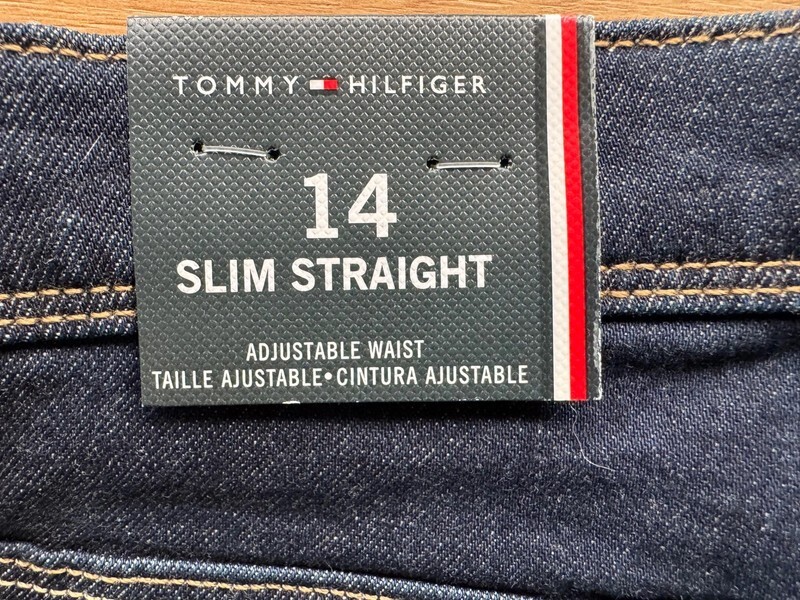 TOMMY HILFIGER
14
SLIM STRAIGHT
ADJUSTABLE WAIST
TAILLE AJUSTABLE•CINTURA AJUSTABLE